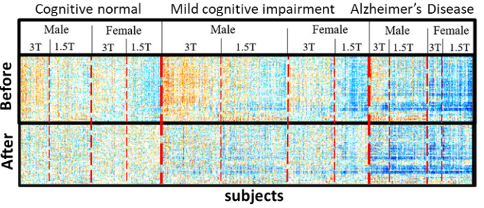 Cognitive normal Mild cognitive impairment Alzheimer's Disease
Male Female Male Female Male Female
3T 1.5T 3T 1.5T 3T 1.5T 3T 1.5T 3T 1.5T 3T 1.5T
Before
After
subjects